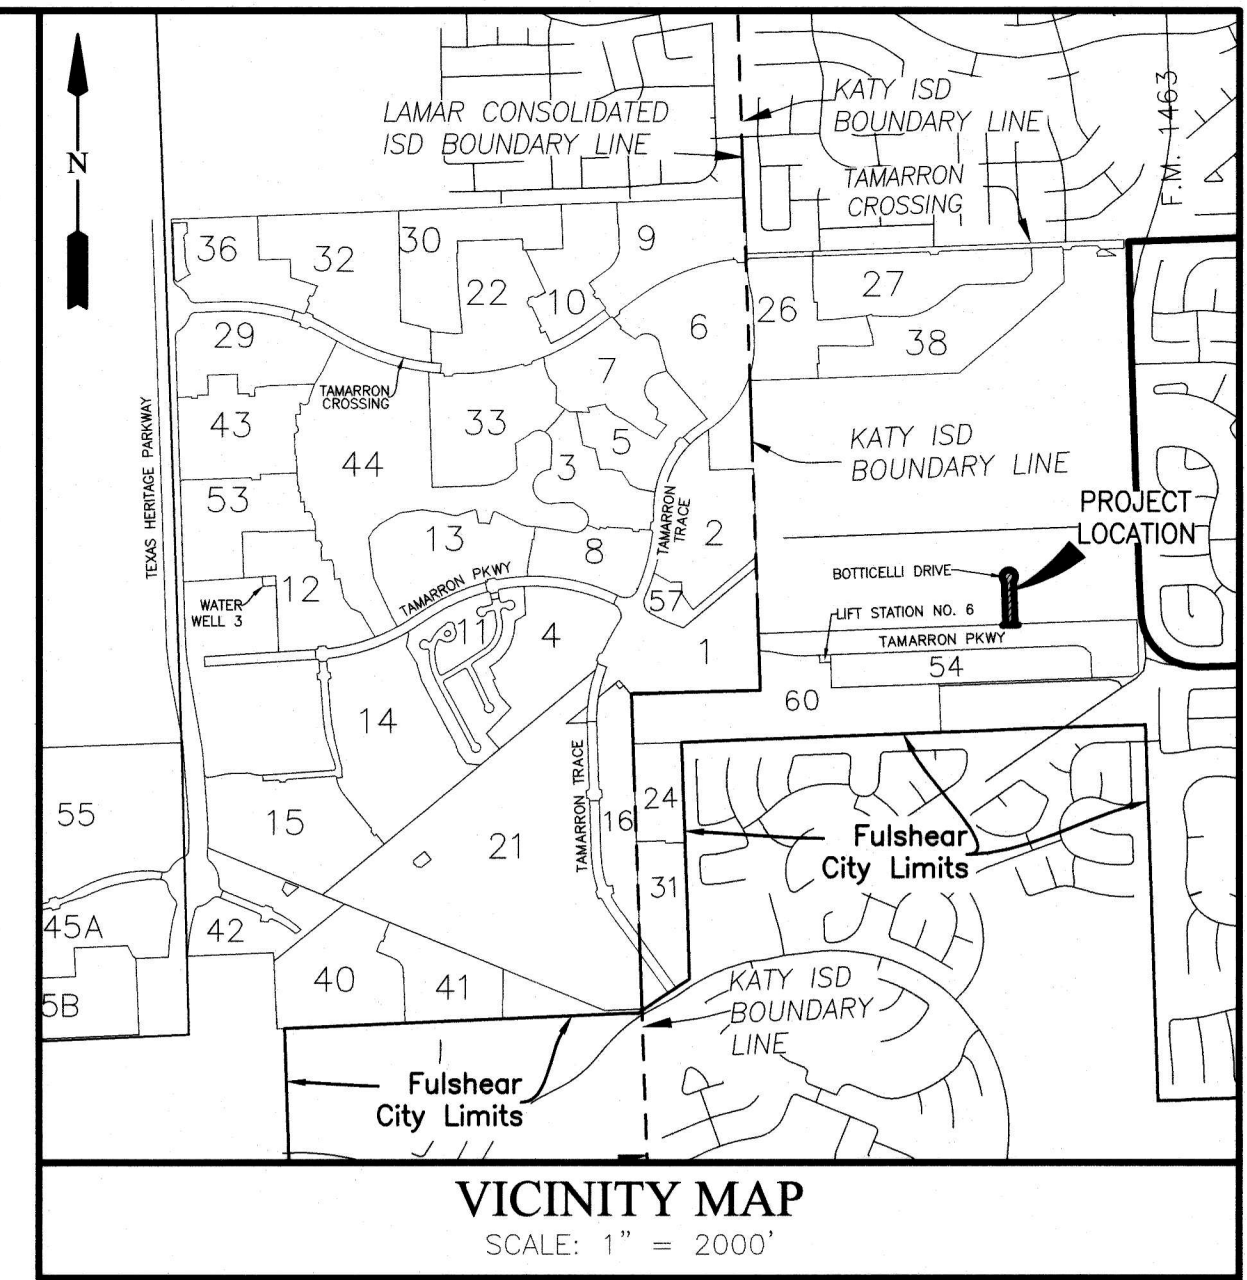 N
LAMAR CONSOLIDATED
ISD BOUNDARY LINE
KATY ISD
BOUNDARY LINE
F.M. 1463
TAMARRON
CROSSING
36
32
30
9
22
10
6
26
27
38
29
7
TAMARRON
CROSSING
TEXAS HERITAGE PARKWAY
43
33
5
44
3
KATY ISD
BOUNDARY LINE
53
TAMARRON
TRACE
2
PROJECT
LOCATION
13
8
TAMARRON PKWY
BOTTICELLI DRIVE
12
WATER
WELL 3
57
LIFT STATION NO. 6
11
4
1
TAMARRON PKWY
54
60
14
TAMARRON TRACE
24
55
15
21
16
Fulshear
City Limits
31
45A
42
40
41
5B
KATY ISD
BOUNDARY
LINE
Fulshear
City Limits
VICINITY MAP
SCALE: 1" = 2000'